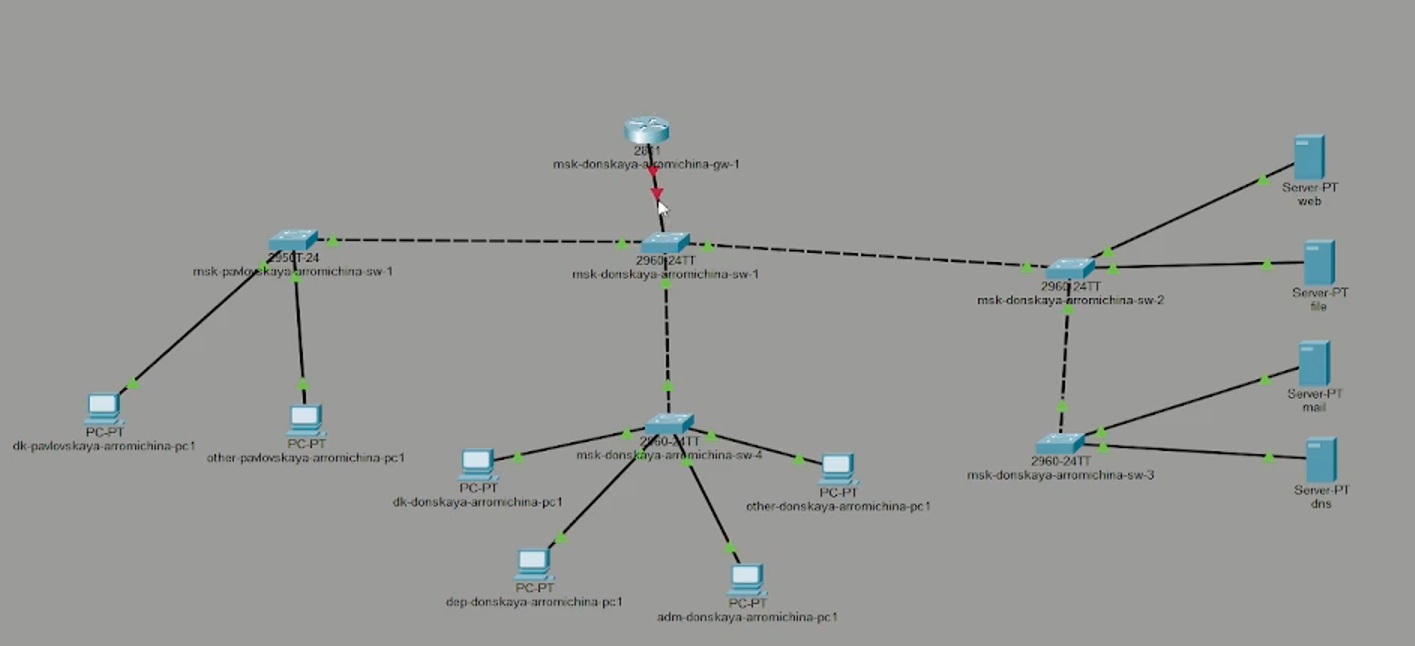 2811
msk-donskaya-arromichina-gw-1
Server-PT
web
2950T-24
msk-pavlovskaya-arromichina-sw-1
2960-24TT
msk-donskaya-arromichina-sw-1
2960-24TT
msk-donskaya-arromichina-sw-2
Server-PT
file
Server-PT
mail
PC-PT
dk-pavlovskaya-arromichina-pc1
PC-PT
other-pavlovskaya-arromichina-pc1
2960-24TT
msk-donskaya-arromichina-sw-4
2960-24TT
msk-donskaya-arromichina-sw-3
PC-PT
dk-donskaya-arromichina-pc1
PC-PT
other-donskaya-arromichina-pc1
Server-PT
dns
PC-PT
dep-donskaya-arromichina-pc1
PC-PT
adm-donskaya-arromichina-pc1